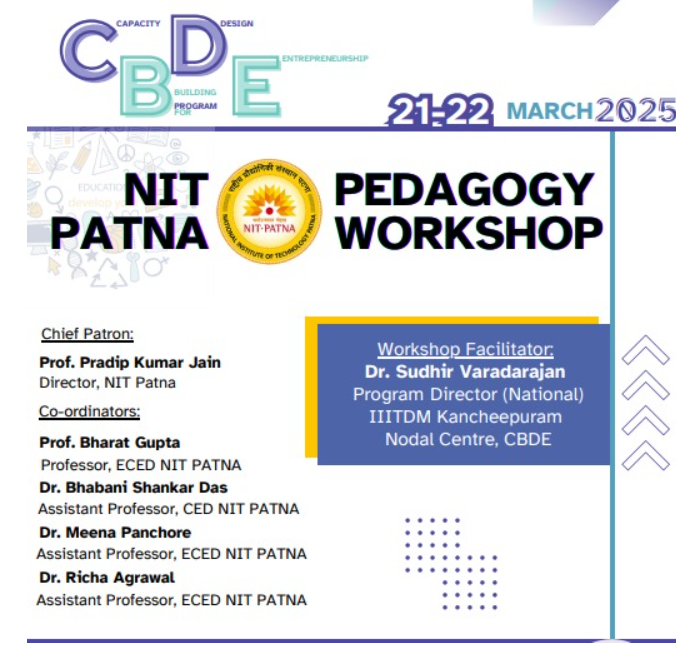 CAPACITY
DESIGN
CBDE
ENTREPRENEURSHIP
BUILDING
PROGRAM
FOR
21-22 MARCH 2025
EDUCATION
NIT
PATNA
राष्ट्रीय प्रौद्योगिकी संस्थान पटना
NIT-PATNA
NATIONAL INSTITUTE OF TECHNOLOGY PATNA
PEDAGOGY
WORKSHOP
Chief Patron:
Prof. Pradip Kumar Jain
Director, NIT Patna
Co-ordinators:
Prof. Bharat Gupta
Professor, ECED NIT PATNA
Dr. Bhabani Shankar Das
Assistant Professor, CED NIT PATNA
Dr. Meena Panchore
Assistant Professor, ECED NIT PATNA
Dr. Richa Agrawal
Assistant Professor, ECED NIT PATNA
Workshop Facilitator:
Dr. Sudhir Varadarajan
Program Director (National)
IIITDM Kancheepuram
Nodal Centre, CBDE